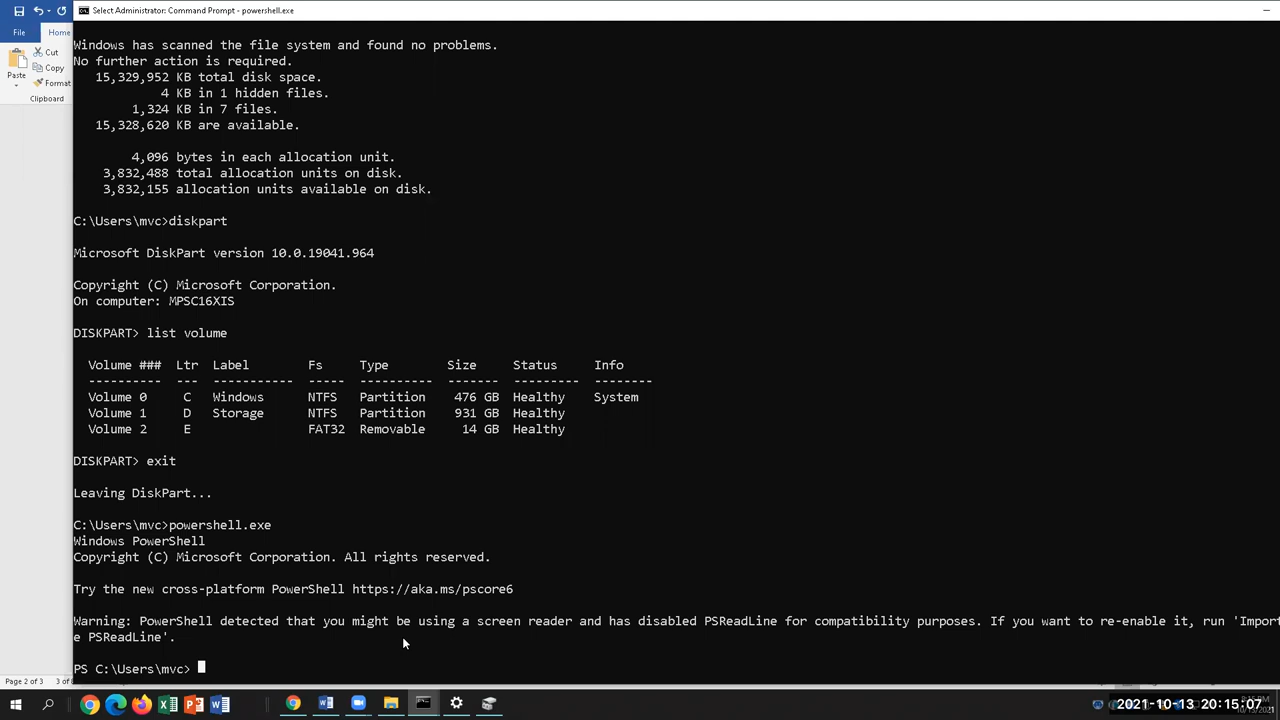 Select Administrator: Command Prompt - powershell.exe
File
Home
Cut
Copy
Format
Paste
Clipboard
Windows has scanned the file system and found no problems.
No further action is required.
15,329,952 KB total disk space.
4 KB in 1 hidden files.
1,324 KB in 7 files.
15,328,620 KB are available.
4,096 bytes in each allocation unit.
3,832,488 total allocation units on disk.
3,832,155 allocation units available on disk.
C:\Users\mvc>diskpart
Microsoft DiskPart version 10.0.19041.964
Copyright (C) Microsoft Corporation.
On computer: MPSC16XIS
DISKPART> list volume
Volume ### Ltr Label Fs Type Size Status Info
---------- --- ----------- ----- ---------- ------- --------- --------
Volume 0 C Windows NTFS Partition 476 GB Healthy System
Volume 1 D Storage NTFS Partition 931 GB Healthy
Volume 2 E FAT32 Removable 14 GB Healthy
DISKPART> exit
Leaving DiskPart...
C:\Users\mvc>powershell.exe
Windows PowerShell
Copyright (C) Microsoft Corporation. All rights reserved.
Try the new cross-platform PowerShell https://aka.ms/pscore6
Warning: PowerShell detected that you might be using a screen reader and has disabled PSReadLine for compatibility purposes. If you want to re-enable it, run 'Import
e PSReadLine'.
PS C:\Users\mvc>
Page 2 of 3
2021-10-13 20:15:07